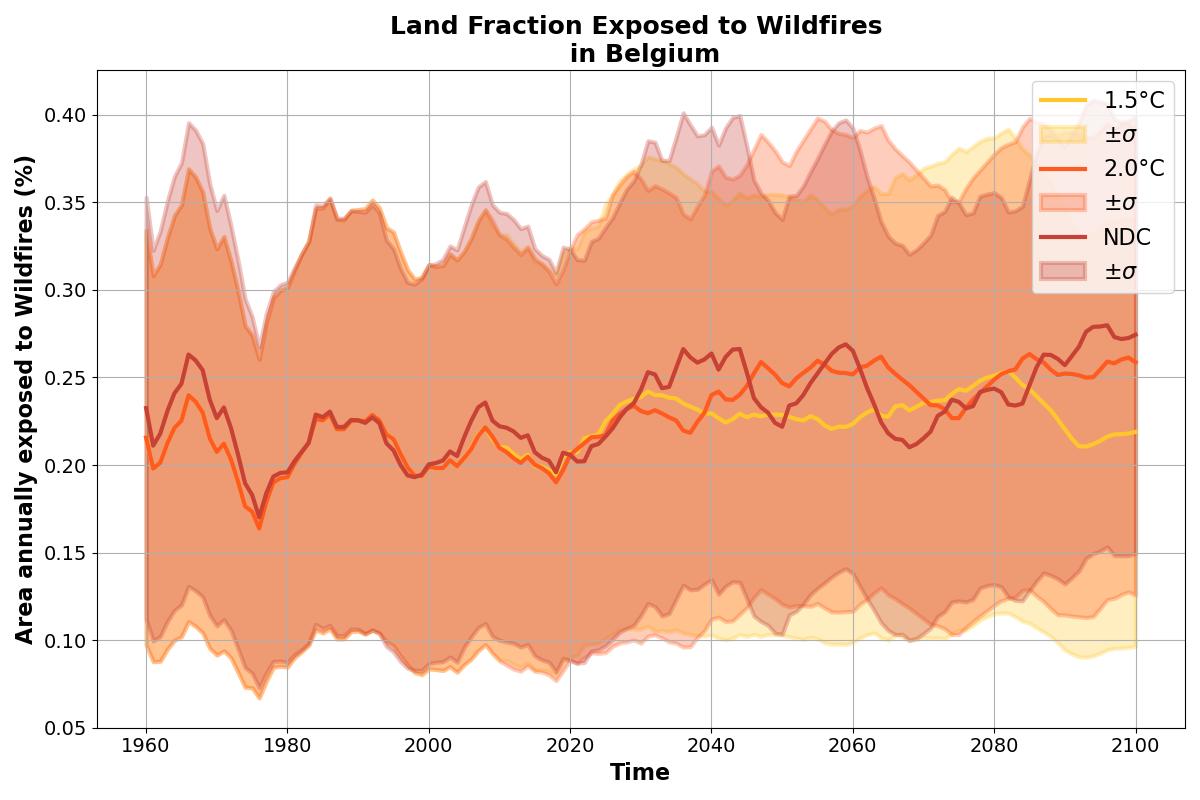 Land Fraction Exposed to Wildfires
in Belgium
Area annually exposed to Wildfires (%)
0.40
0.35
0.30
0.25
0.20
0.15
0.10
0.05
1.5°C
±σ
2.0°C
±σ
NDC
±σ
1960
1980
2000
2020
2040
2060
2080
2100
Time